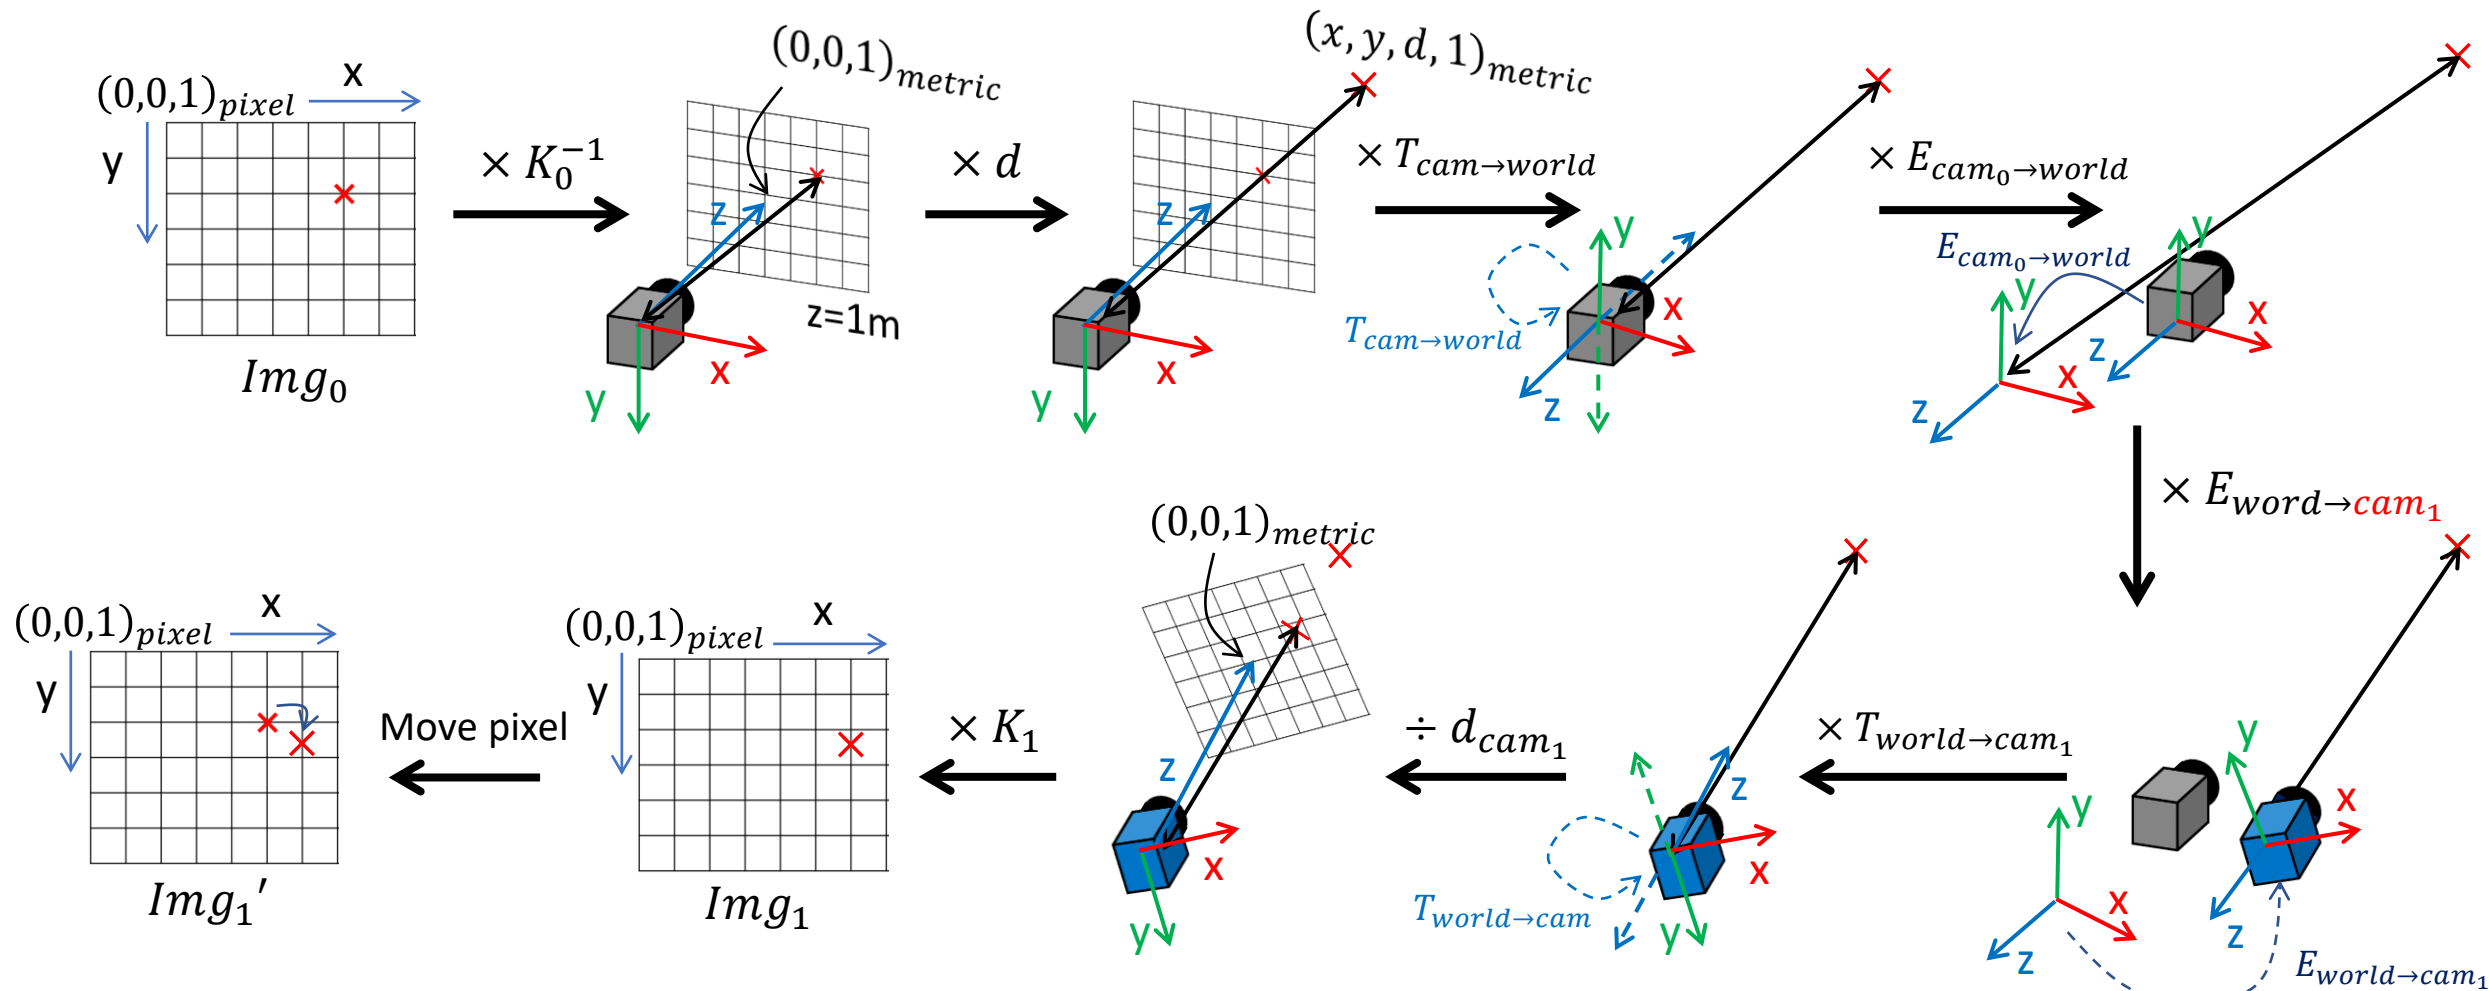 (0,0,1)pixel
x
y
Img₀
× K₀⁻¹
(0,0,1)metric
z
x
y
z=1m
× d
(x, y, d, 1)metric
z
x
y
× Tcam→world
y
x
z
Tcam→world
× Ecam₀→world
Ecam₀→world
y
x
z
y
x
z
× Eword→cam₁
y
x
z
y
x
z
Eworld→cam₁
× Tworld→cam₁
z
x
y
Tworld→cam
÷ dcam₁
(0,0,1)metric
z
x
y
× K₁
(0,0,1)pixel
x
y
Img₁
Move pixel
(0,0,1)pixel
x
y
Img₁′